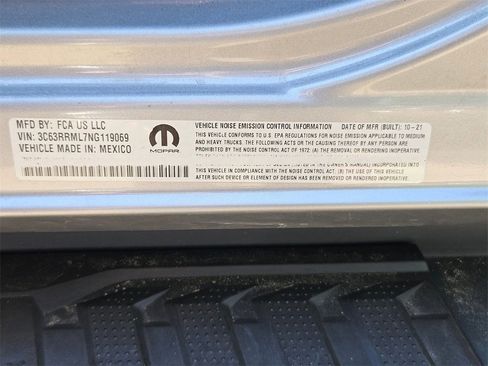 MFD BY: FCA US LLC
VIN: 3C63RRML7NG119069
VEHICLE MADE IN: MEXICO
MOPAR
VEHICLE NOISE EMISSION CONTROL INFORMATION DATE OF MFR (BUILT): 10-21
THIS VEHICLE CONFORMS TO U.S. EPA REGULATIONS FOR NOISE EMISSION APPLICABLE TO MEDIUM
AND HEAVY TRUCKS. THE FOLLOWING ACTS OR CAUSING THEREOF BY ANY PERSON ARE
PROHIBITED BY THE NOISE CONTROL ACT OF 1972: (A) THE REMOVAL OR RENDERING INOPERATIVE,
THIS VEHICLE IN COMPLIANCE WITH THE NOISE CONTROL ACT; (B) THE USE OF THIS VEHICLE
AFTER SUCH DEVICE OR ELEMENT OF DESIGN HAS BEEN REMOVED OR RENDERED INOPERATIVE.